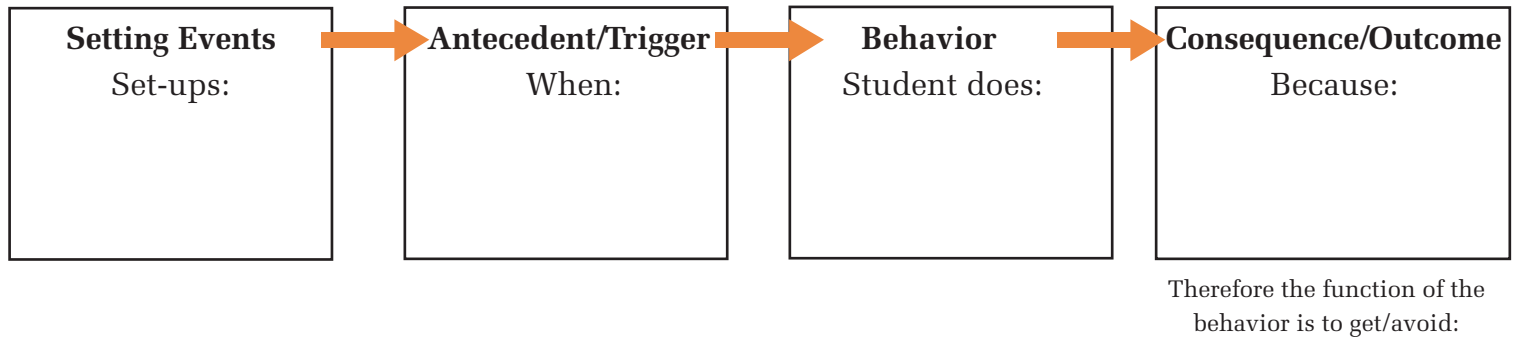 Setting Events
Set-ups:
Antecedent/Trigger
When:
Behavior
Student does:
Consequence/Outcome
Because:
Therefore the function of the
behavior is to get/avoid: